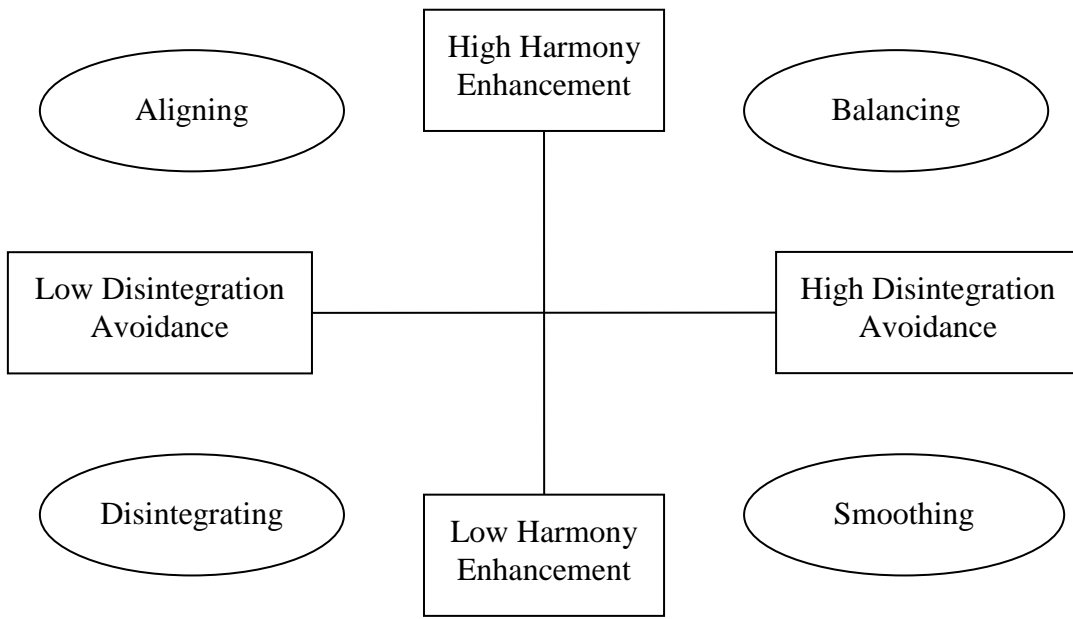 High Harmony
Enhancement
Aligning
Balancing
Low Disintegration
Avoidance
High Disintegration
Avoidance
Disintegrating
Smoothing
Low Harmony
Enhancement